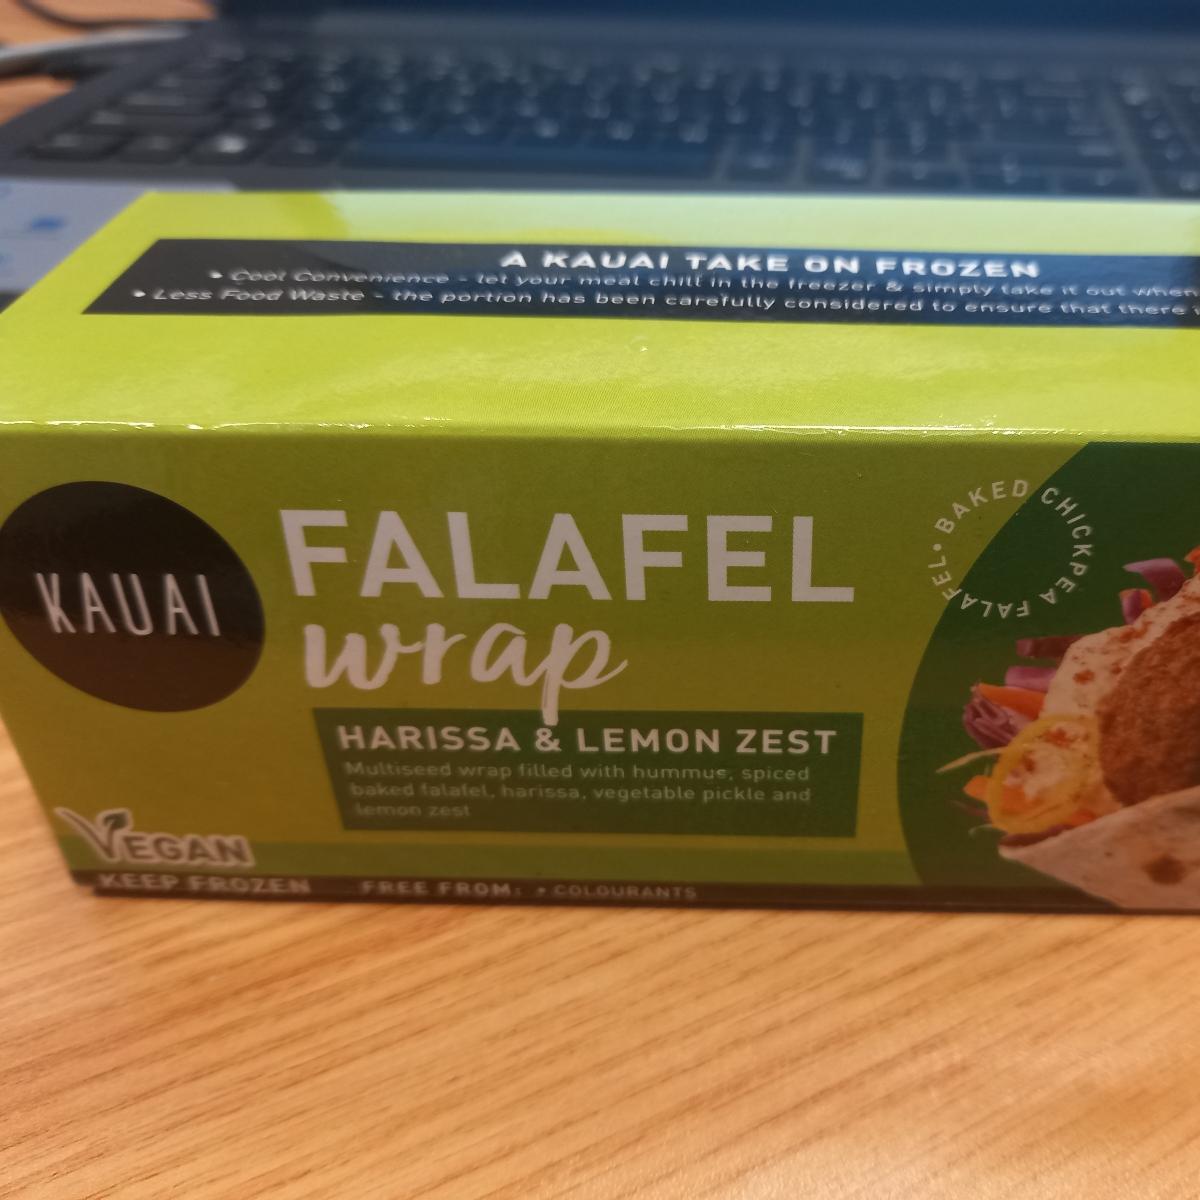 A KAUAI TAKE ON FROZEN
• Cool Convenience - let your meal chill in the freezer & simply take it out when
• Less Food Waste - the portion has been carefully considered to ensure that there
KAUAI
FALAFEL
wrap
• BAKED CHICKPEA FALAFEL
HARISSA & LEMON ZEST
Multiseed wrap filled with hummus, spiced
baked falafel, harissa, vegetable pickle and
lemon zest
VEGAN
KEEP FROZEN FREE FROM: • COLOURANTS